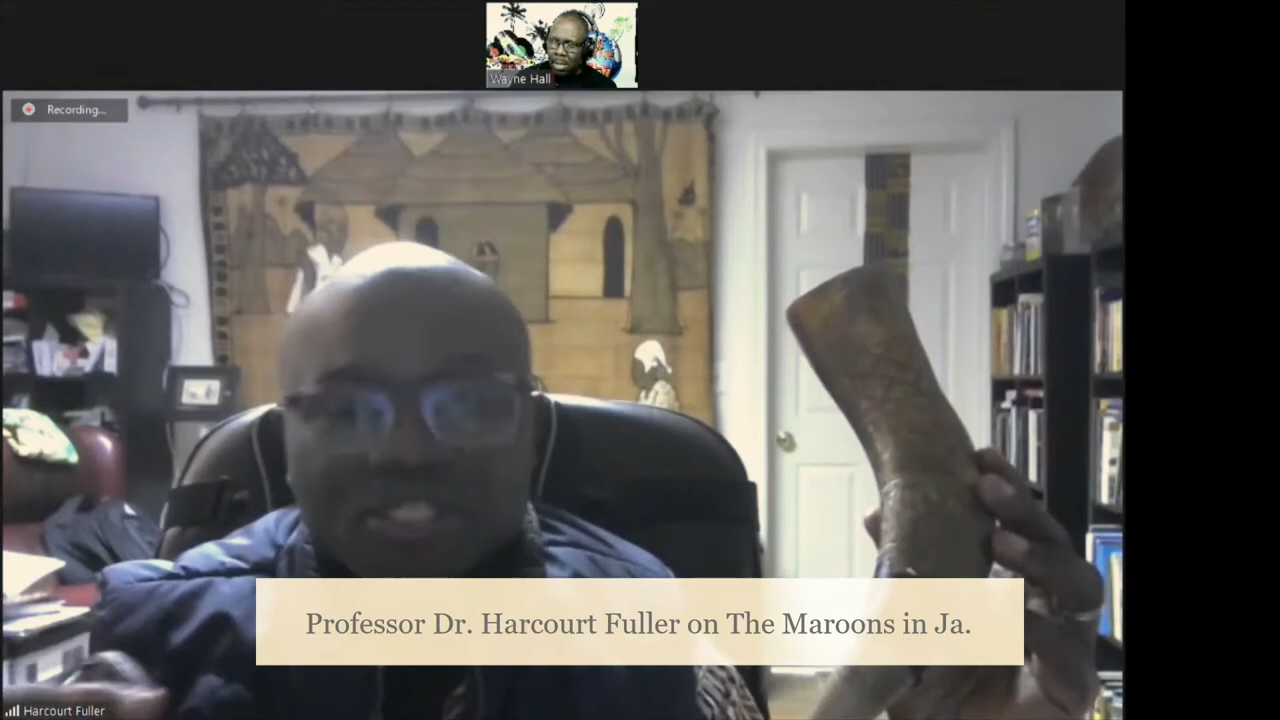 Wayne Hall
Recording...
Professor Dr. Harcourt Fuller on The Maroons in Ja.
Harcourt Fuller